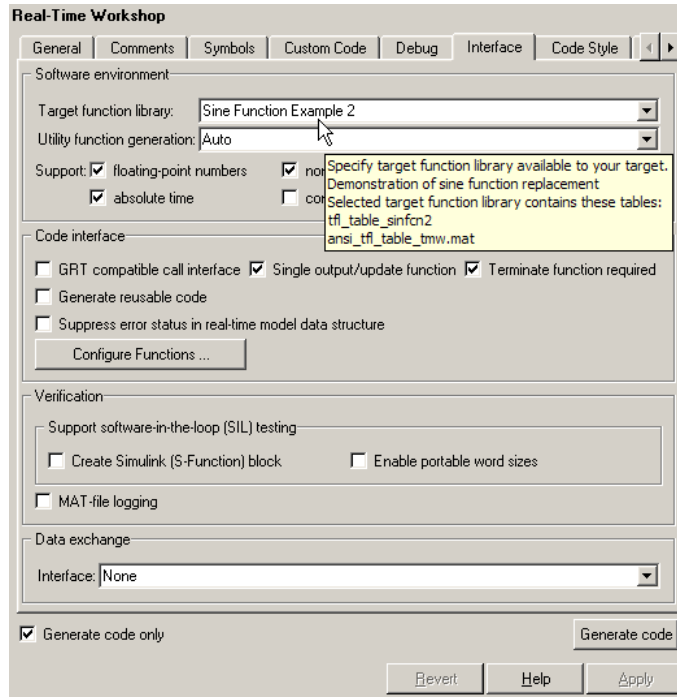 Real-Time Workshop
General Comments Symbols Custom Code Debug Interface Code Style
Software environment
Target function library: Sine Function Example 2
Utility function generation: Auto
Support: floating-point numbers
absolute time
Specify target function library available to your target.
Demonstration of sine function replacement
Selected target function library contains these tables:
tfl_table_sinfcn2
ansi_tfl_table_tmw.mat
Code interface
GRT compatible call interface Single output/update function Terminate function required
Generate reusable code
Suppress error status in real-time model data structure
Configure Functions ...
Verification
Support software-in-the-loop (SIL) testing
Create Simulink (S-Function) block Enable portable word sizes
MAT-file logging
Data exchange
Interface: None
Generate code only Generate code
Revert Help Apply